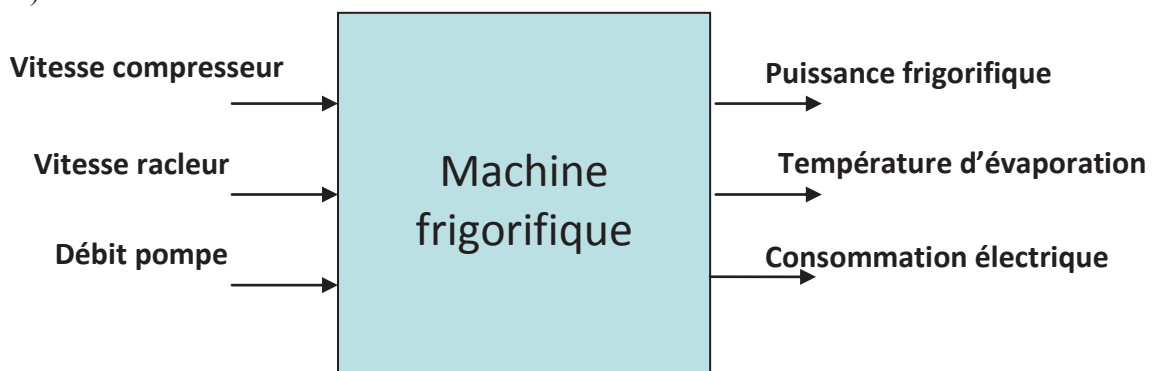 )
Vitesse compresseur
Puissance frigorifique
Vitesse racleur
Machine
frigorifique
Température d’évaporation
Débit pompe
Consommation électrique